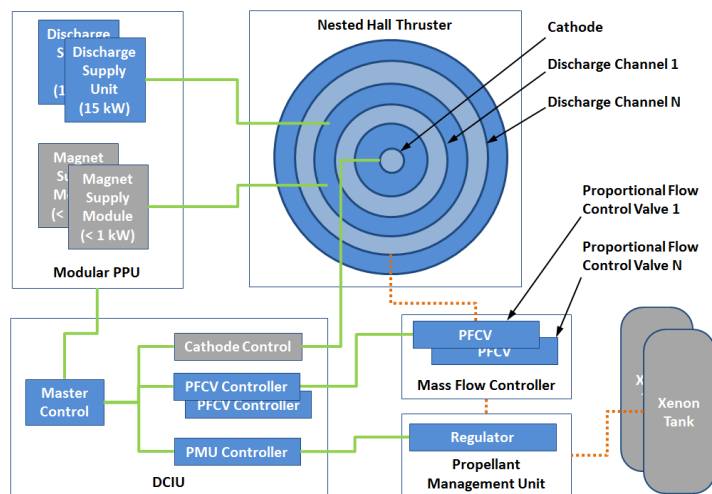 Discharge
S
(1
Discharge
Supply
Unit
(15 kW)
Magnet
Su
M
(<
Magnet
Supply
Module
(< 1 kW)
Modular PPU
Nested Hall Thruster
Cathode
Discharge Channel 1
Discharge Channel N
Proportional Flow
Control Valve 1
Proportional Flow
Control Valve N
Master
Control
Cathode Control
PFCV Controller
PFCV Controller
PMU Controller
DCIU
PFCV
PFCV
Mass Flow Controller
Regulator
Propellant
Management Unit
X
T
Xenon
Tank